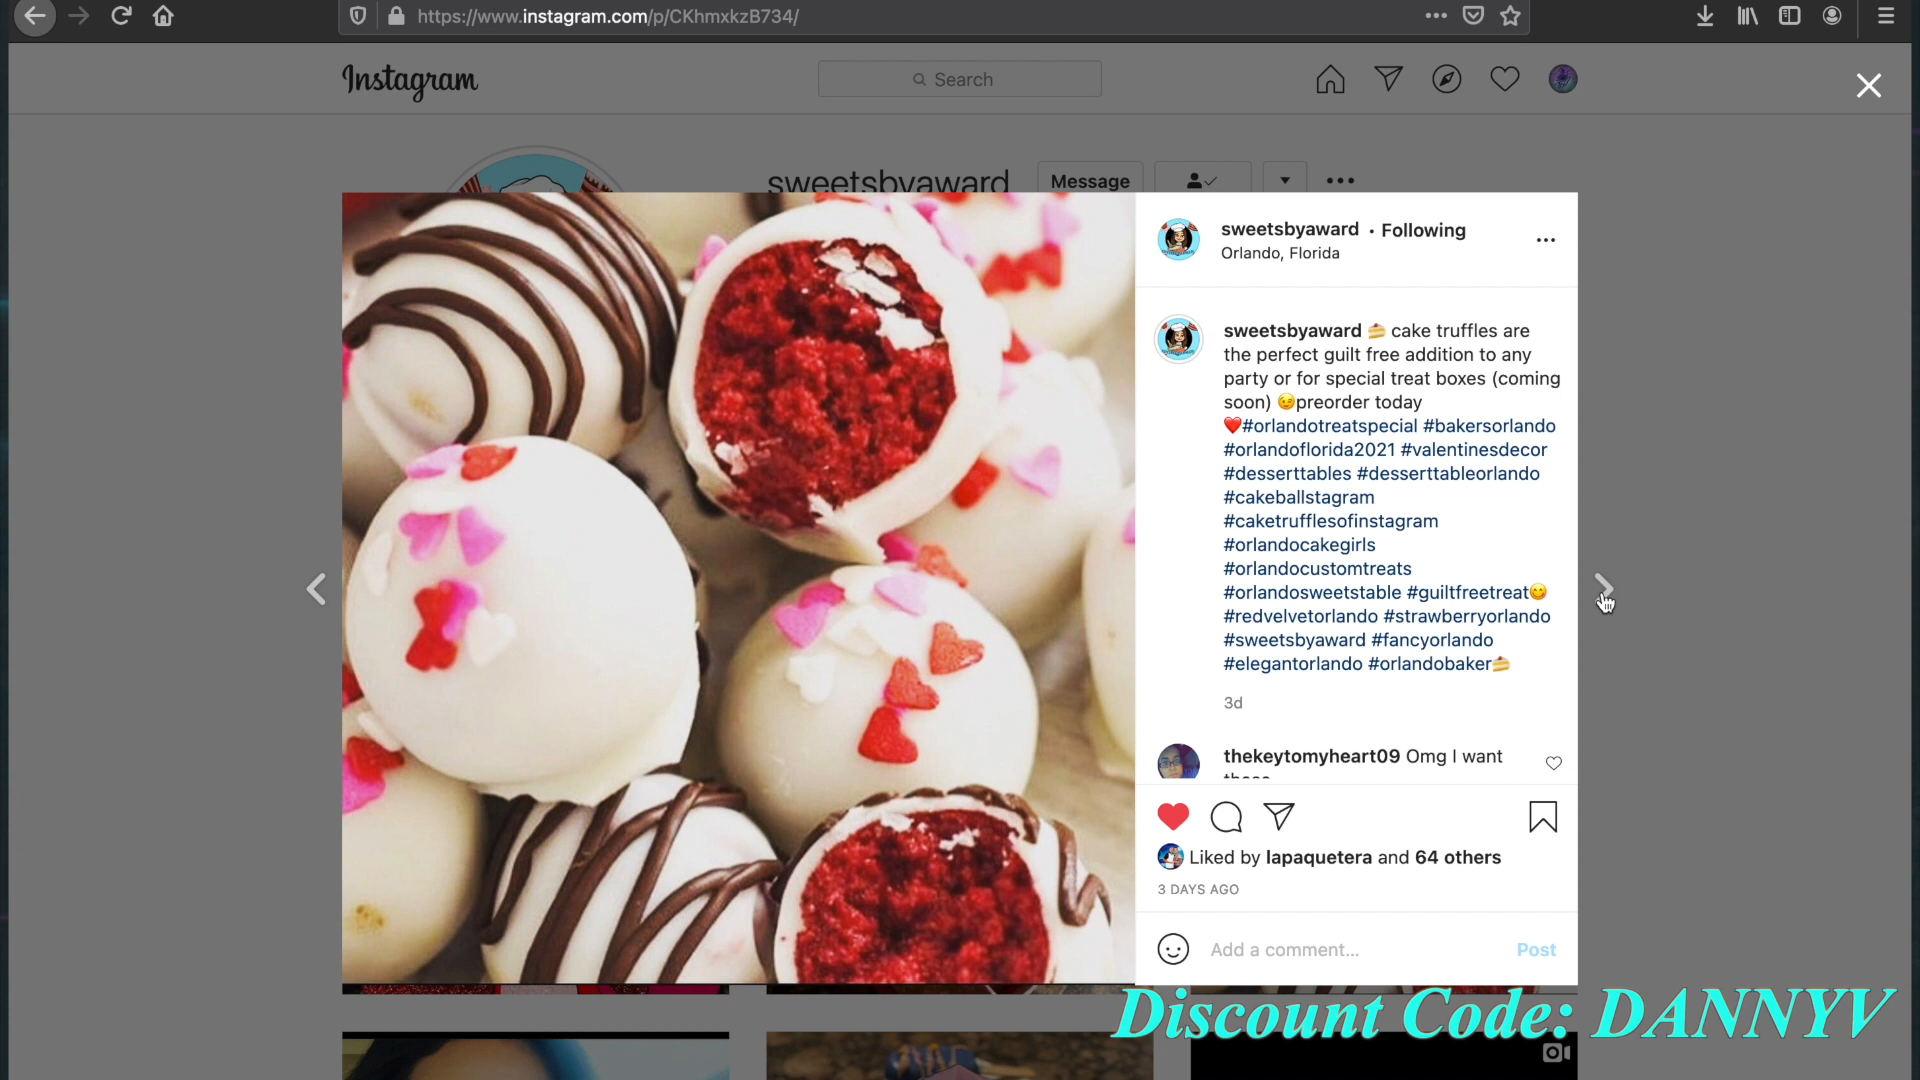 https://www.instagram.com/p/CKhmxkzB734/
Instagram
Search
sweetsbyaward
Message
sweetsbyaward • Following
Orlando, Florida
sweetsbyaward 🍰 cake truffles are
the perfect guilt free addition to any
party or for special treat boxes (coming
soon) 😉preorder today
❤️#orlandotreatspecial #bakersorlando
#orlandoflorida2021 #valentinesdecor
#desserttables #desserttableorlando
#cakeballstagram
#caketrufflesofinstagram
#orlandocakegirls
#orlandocustomtreats
#orlandosweetstable #guiltfreetreat😋
#redvelvetorlando #strawberryorlando
#sweetsbyaward #fancyorlando
#elegantorlando #orlandobaker🍰
3d
thekeytomyheart09 Omg I want
Liked by lapaquetera and 64 others
3 DAYS AGO
Add a comment...
Post
Discount Code: DANNYV